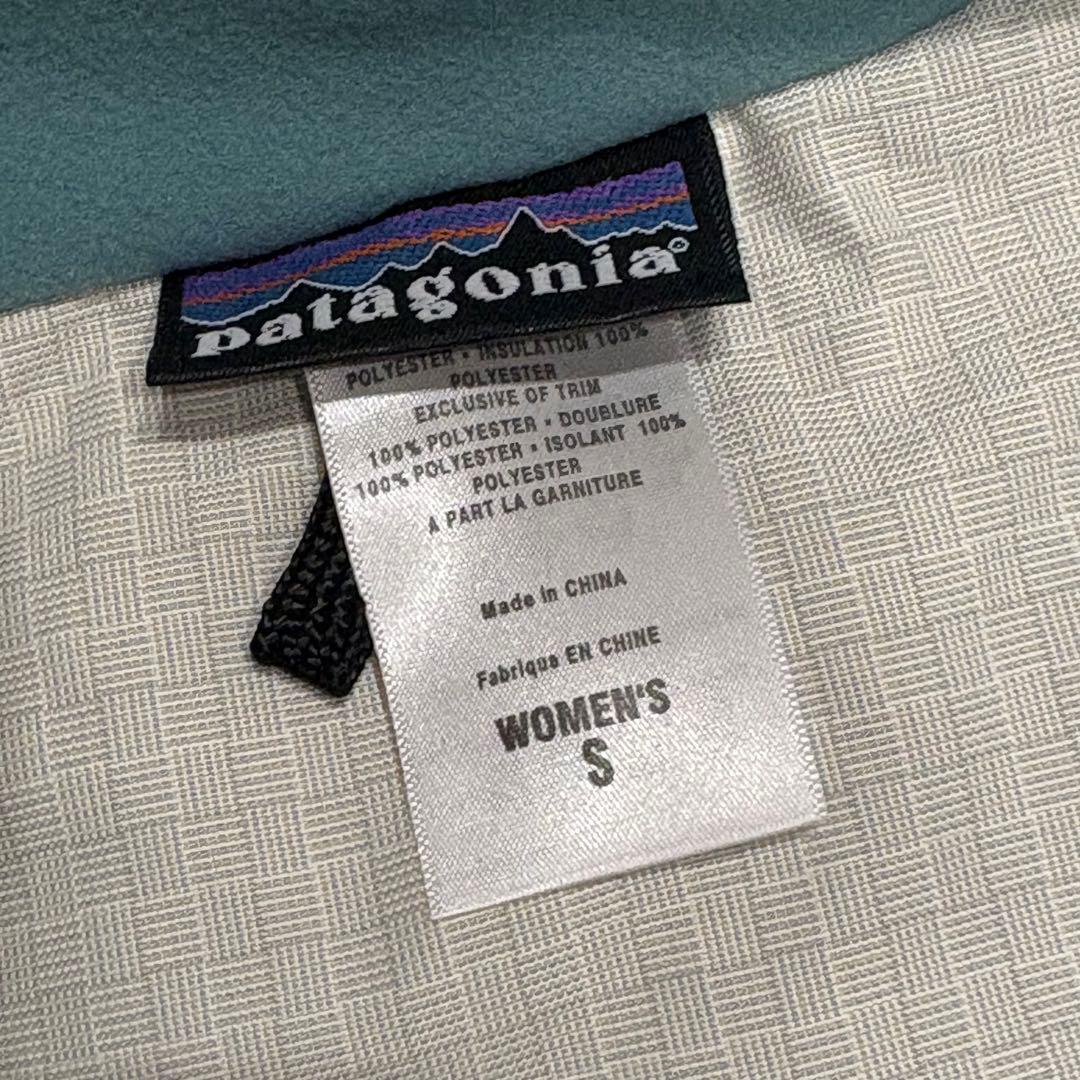 patagonia®
POLYESTER • INSULATION 100%
POLYESTER
EXCLUSIVE OF TRIM
100% POLYESTER • DOUBLURE
100% POLYESTER • ISOLANT 100%
POLYESTER
A PART LA GARNITURE
Made in CHINA
Fabriqué EN CHINE
WOMEN'S
S